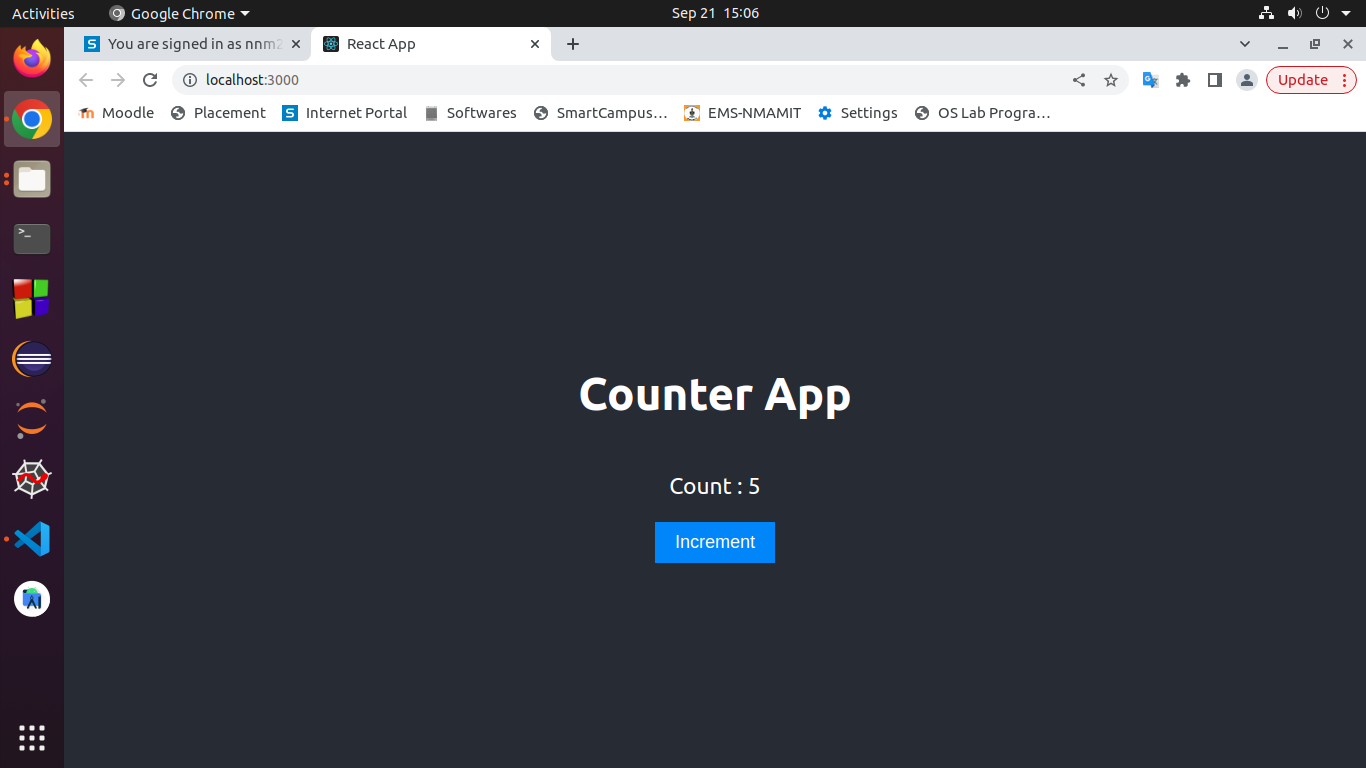 Activities Google Chrome Sep 21 15:06
You are signed in as nnm2 React App
localhost:3000 Update
Moodle Placement Internet Portal Softwares SmartCampus… EMS-NMAMIT Settings OS Lab Progra…
Counter App
Count : 5
Increment